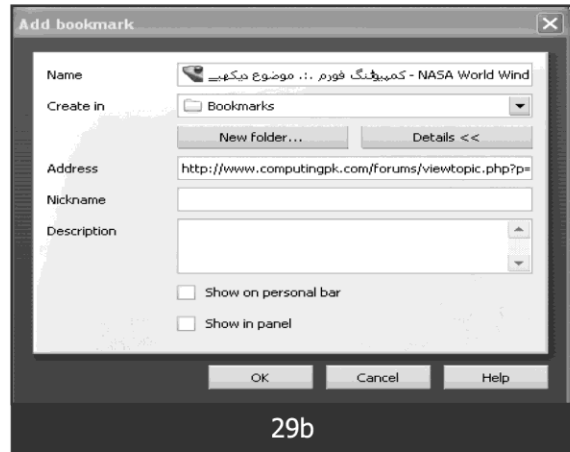 Add bookmark
Name
NASA World Wind - کمپیوٹنگ فورم .:. موضوع دیکھیے
Create in
Bookmarks
New folder...
Details <<
Address
http://www.computingpk.com/forums/viewtopic.php?p=
Nickname
Description
Show on personal bar
Show in panel
OK
Cancel
Help
29b